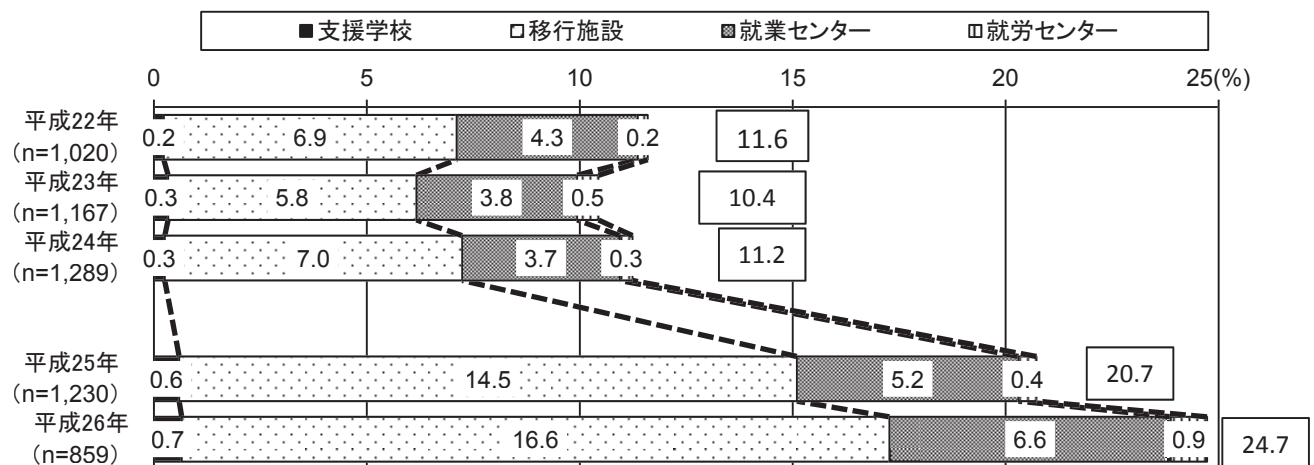 ■支援学校 □移行施設 ■就業センター □就労センター
0 5 10 15 20 25(%)
平成22年
0.2 6.9 4.3 0.2 11.6
(n=1,020)
平成23年
0.3 5.8 3.8 0.5 10.4
(n=1,167)
平成24年
0.3 7.0 3.7 0.3 11.2
(n=1,289)
平成25年
0.6 14.5 5.2 0.4 20.7
(n=1,230)
平成26年
0.7 16.6 6.6 0.9 24.7
(n=859)